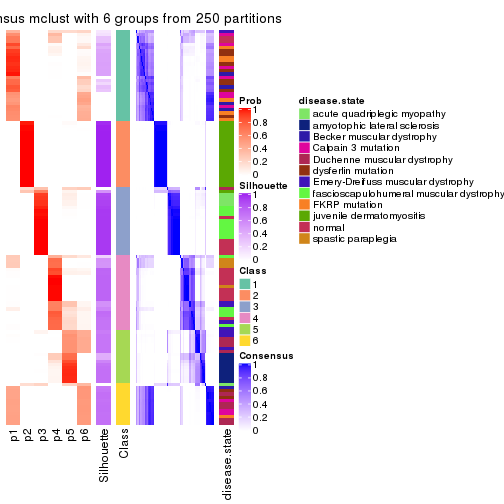 nsus mclust with 6 groups from 250 partitions
Prob
1
0.8
0.6
0.4
0.2
0
Silhouette
1
0.8
0.6
0.4
0.2
0
Class
1
2
3
4
5
6
Consensus
1
0.8
0.6
0.4
0.2
0
disease.state
acute quadriplegic myopathy
amyotophic lateral sclerosis
Becker muscular dystrophy
Calpain 3 mutation
Duchenne muscular dystrophy
dysferlin mutation
Emery-Dreifuss muscular dystrophy
fascioscapulohumeral muscular dystrophy
FKRP mutation
juvenile dermatomyositis
normal
spastic paraplegia
p1
p2
p3
p4
p5
p6
Silhouette
Class
disease.state